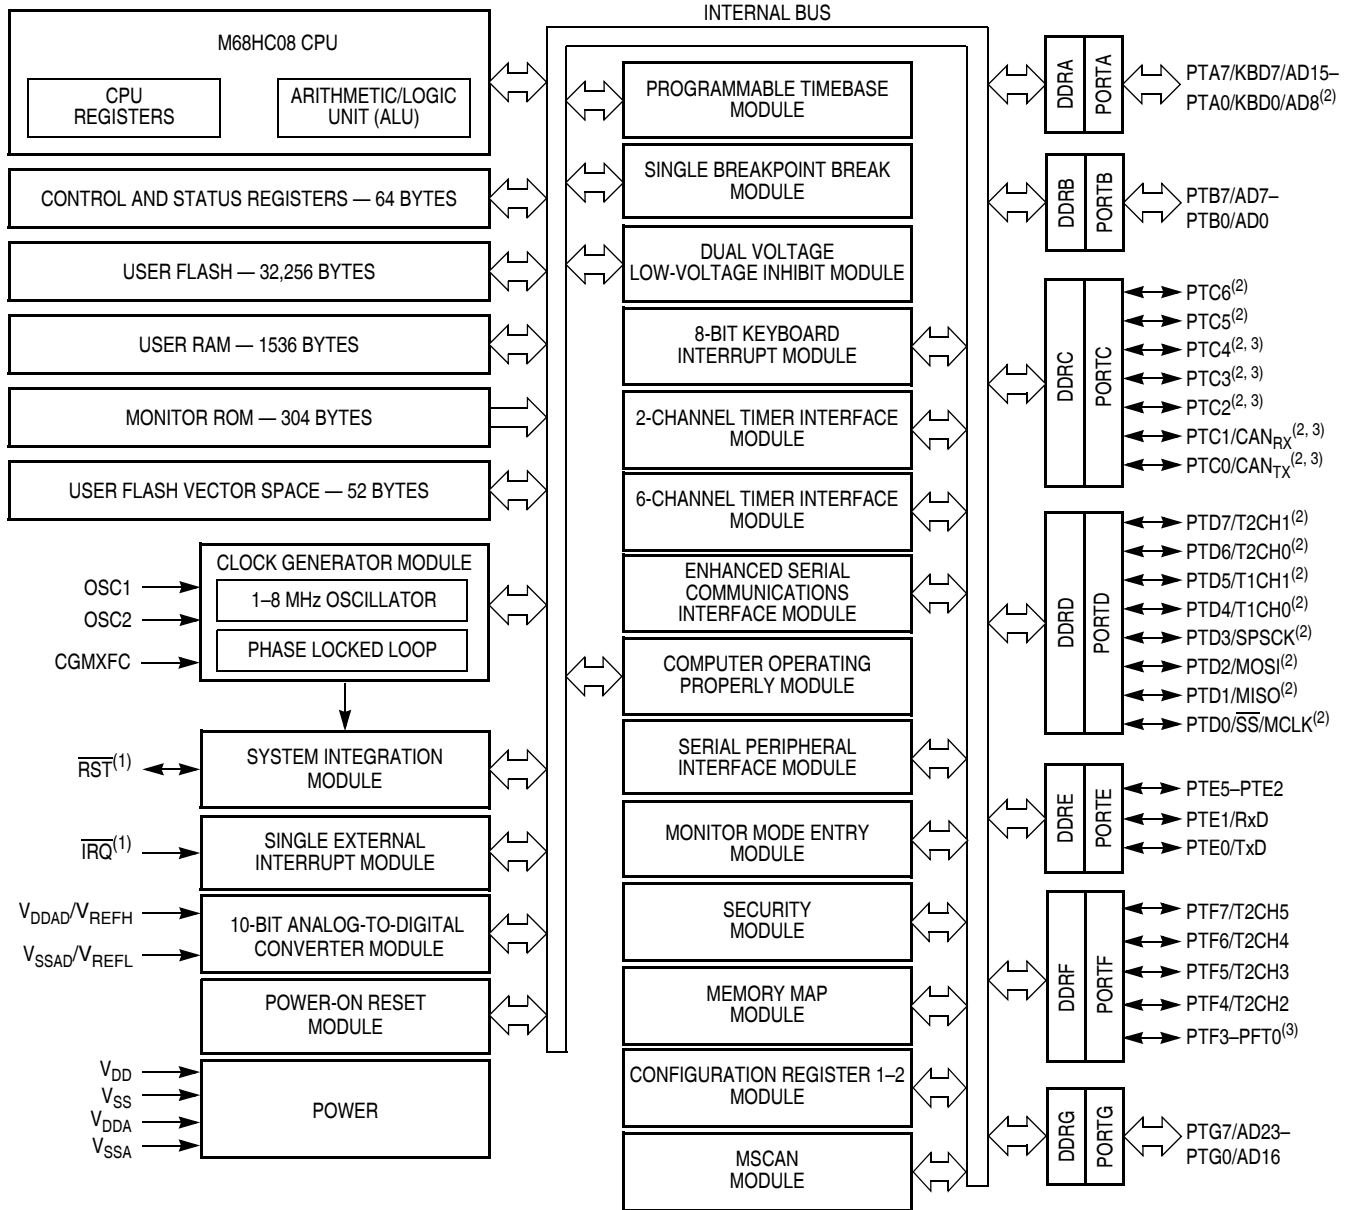 INTERNAL BUS
M68HC08 CPU
CPU
REGISTERS
ARITHMETIC/LOGIC
UNIT (ALU)
CONTROL AND STATUS REGISTERS — 64 BYTES
USER FLASH — 32,256 BYTES
USER RAM — 1536 BYTES
MONITOR ROM — 304 BYTES
USER FLASH VECTOR SPACE — 52 BYTES
CLOCK GENERATOR MODULE
1–8 MHz OSCILLATOR
PHASE LOCKED LOOP
OSC1
OSC2
CGMXFC
SYSTEM INTEGRATION
MODULE
RST(1)
SINGLE EXTERNAL
INTERRUPT MODULE
IRQ(1)
10-BIT ANALOG-TO-DIGITAL
CONVERTER MODULE
VDDAD/VREFH
VSSAD/VREFL
POWER-ON RESET
MODULE
POWER
VDD
VSS
VDDA
VSSA
PROGRAMMABLE TIMEBASE
MODULE
SINGLE BREAKPOINT BREAK
MODULE
DUAL VOLTAGE
LOW-VOLTAGE INHIBIT MODULE
8-BIT KEYBOARD
INTERRUPT MODULE
2-CHANNEL TIMER INTERFACE
MODULE
6-CHANNEL TIMER INTERFACE
MODULE
ENHANCED SERIAL
COMMUNICATIONS
INTERFACE MODULE
COMPUTER OPERATING
PROPERLY MODULE
SERIAL PERIPHERAL
INTERFACE MODULE
MONITOR MODE ENTRY
MODULE
SECURITY
MODULE
MEMORY MAP
MODULE
CONFIGURATION REGISTER 1–2
MODULE
MSCAN
MODULE
DDRA
PORTA
PTA7/KBD7/AD15–
PTA0/KBD0/AD8(2)
DDRB
PORTB
PTB7/AD7–
PTB0/AD0
DDRC
PORTC
PTC6(2)
PTC5(2)
PTC4(2, 3)
PTC3(2, 3)
PTC2(2, 3)
PTC1/CANRX(2, 3)
PTC0/CANTX(2, 3)
DDRD
PORTD
PTD7/T2CH1(2)
PTD6/T2CH0(2)
PTD5/T1CH1(2)
PTD4/T1CH0(2)
PTD3/SPSCK(2)
PTD2/MOSI(2)
PTD1/MISO(2)
PTD0/SS/MCLK(2)
DDRE
PORTE
PTE5–PTE2
PTE1/RxD
PTE0/TxD
DDRF
PORTF
PTF7/T2CH5
PTF6/T2CH4
PTF5/T2CH3
PTF4/T2CH2
PTF3–PFT0(3)
DDRG
PORTG
PTG7/AD23–
PTG0/AD16